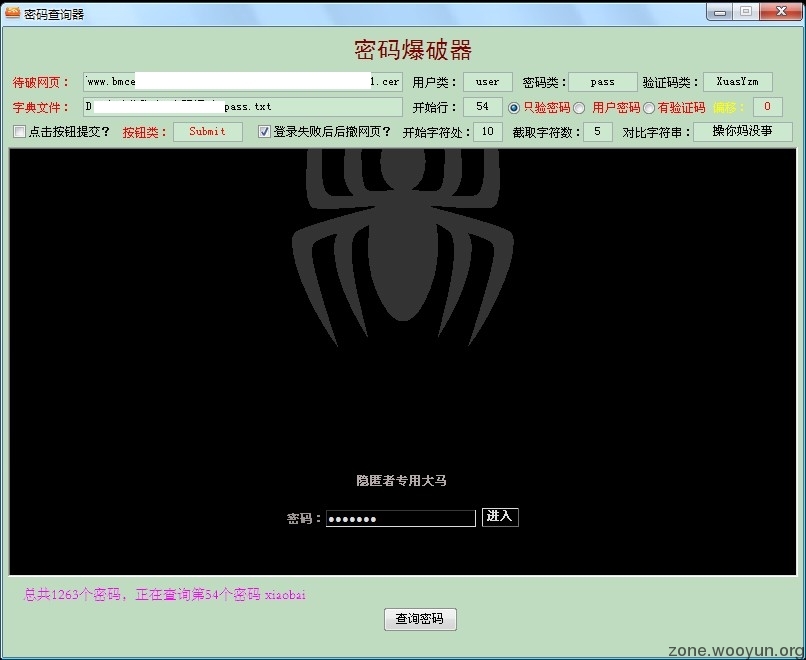 密码查询器
密码爆破器
待破网页： www.bmce 1.cer 用户类： user 密码类： pass 验证码类： XuasYzm
字典文件： D pass.txt 开始行： 54 只验密码 用户密码 有验证码 偏移： 0
点击按钮提交？ 按钮类： Submit 登录失败后后撤网页？ 开始字符处： 10 截取字符数： 5 对比字符串： 操你妈没事
隐匿者专用大马
密码： 进入
总共1263个密码，正在查询第54个密码 xiaobai
查询密码
zone.wooyun.org